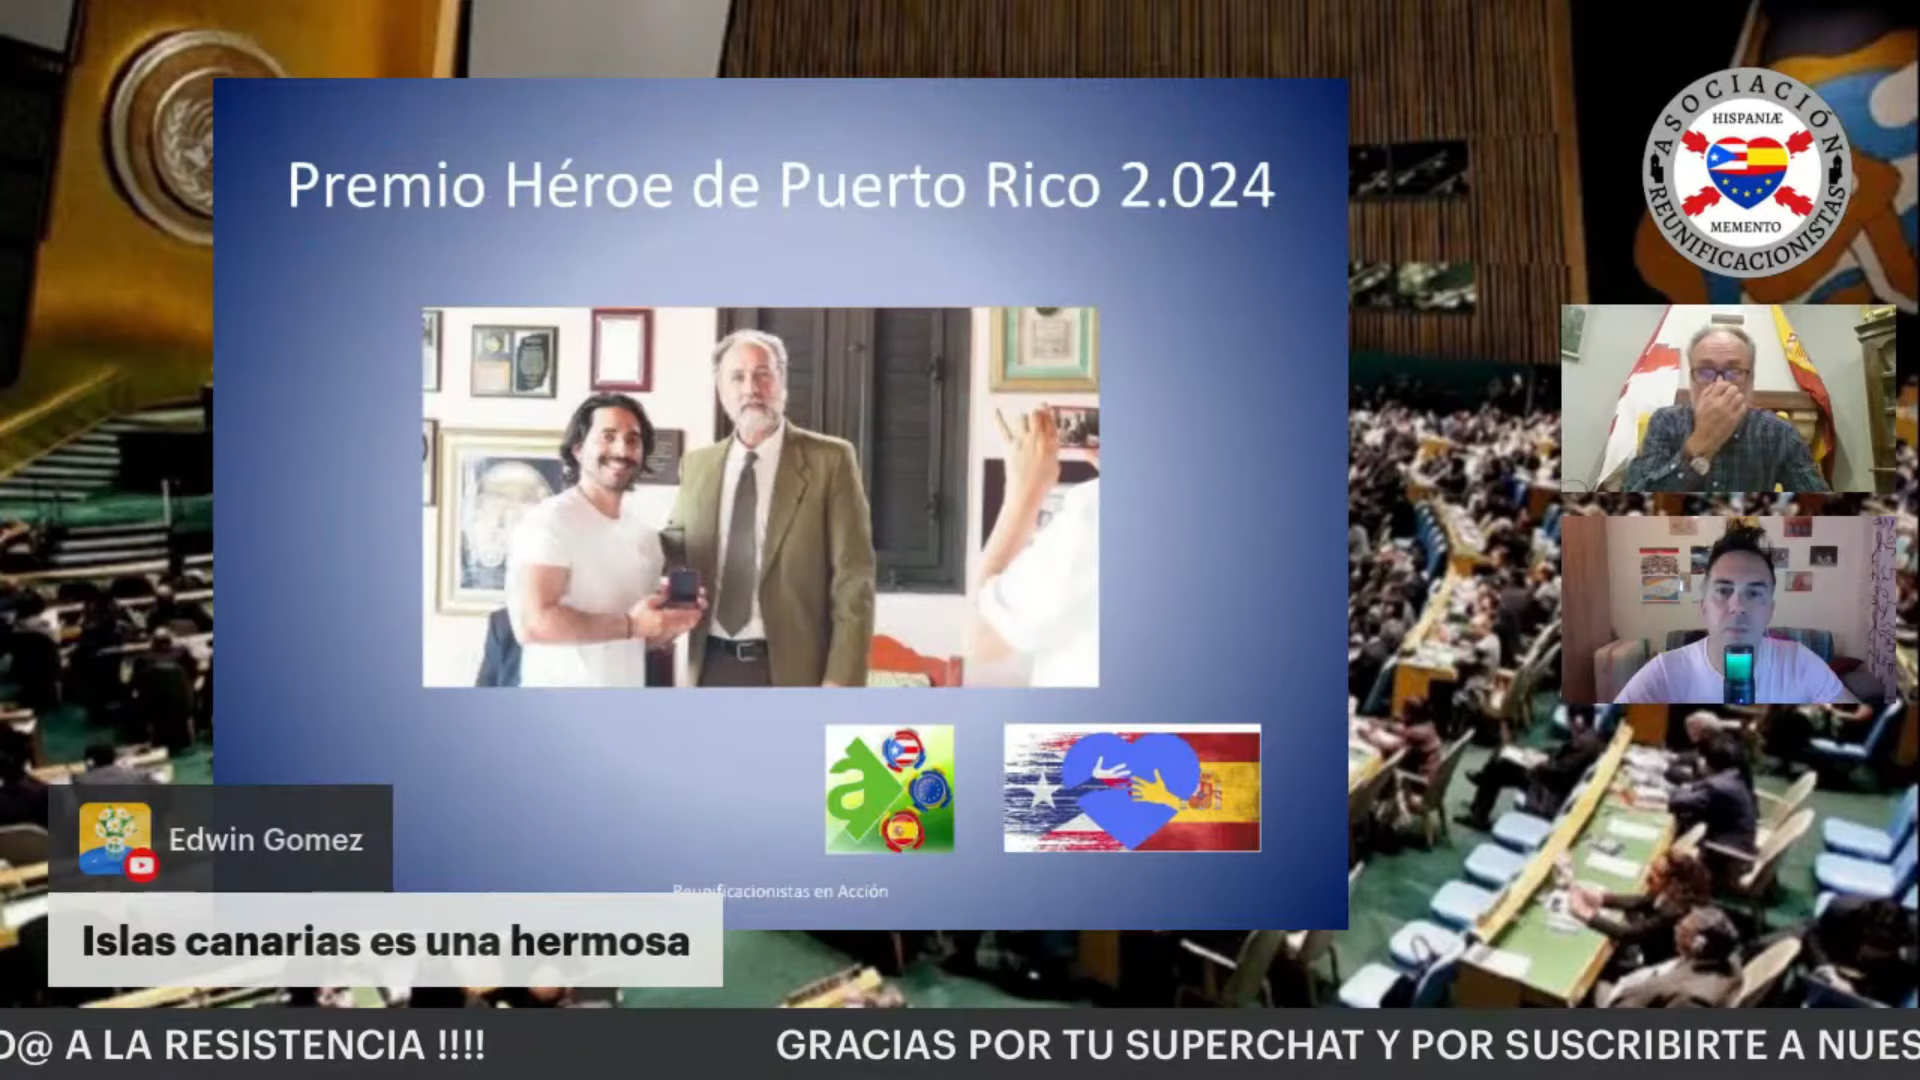 Premio Héroe de Puerto Rico 2.024
ASOCIACIÓN
HISPANIÆ
MEMENTO
REUNIFICACIONISTAS
a
Edwin Gomez
Reunificacionistas en Acción
Islas canarias es una hermosa
D@ A LA RESISTENCIA !!!!
GRACIAS POR TU SUPERCHAT Y POR SUSCRIBIRTE A NUES